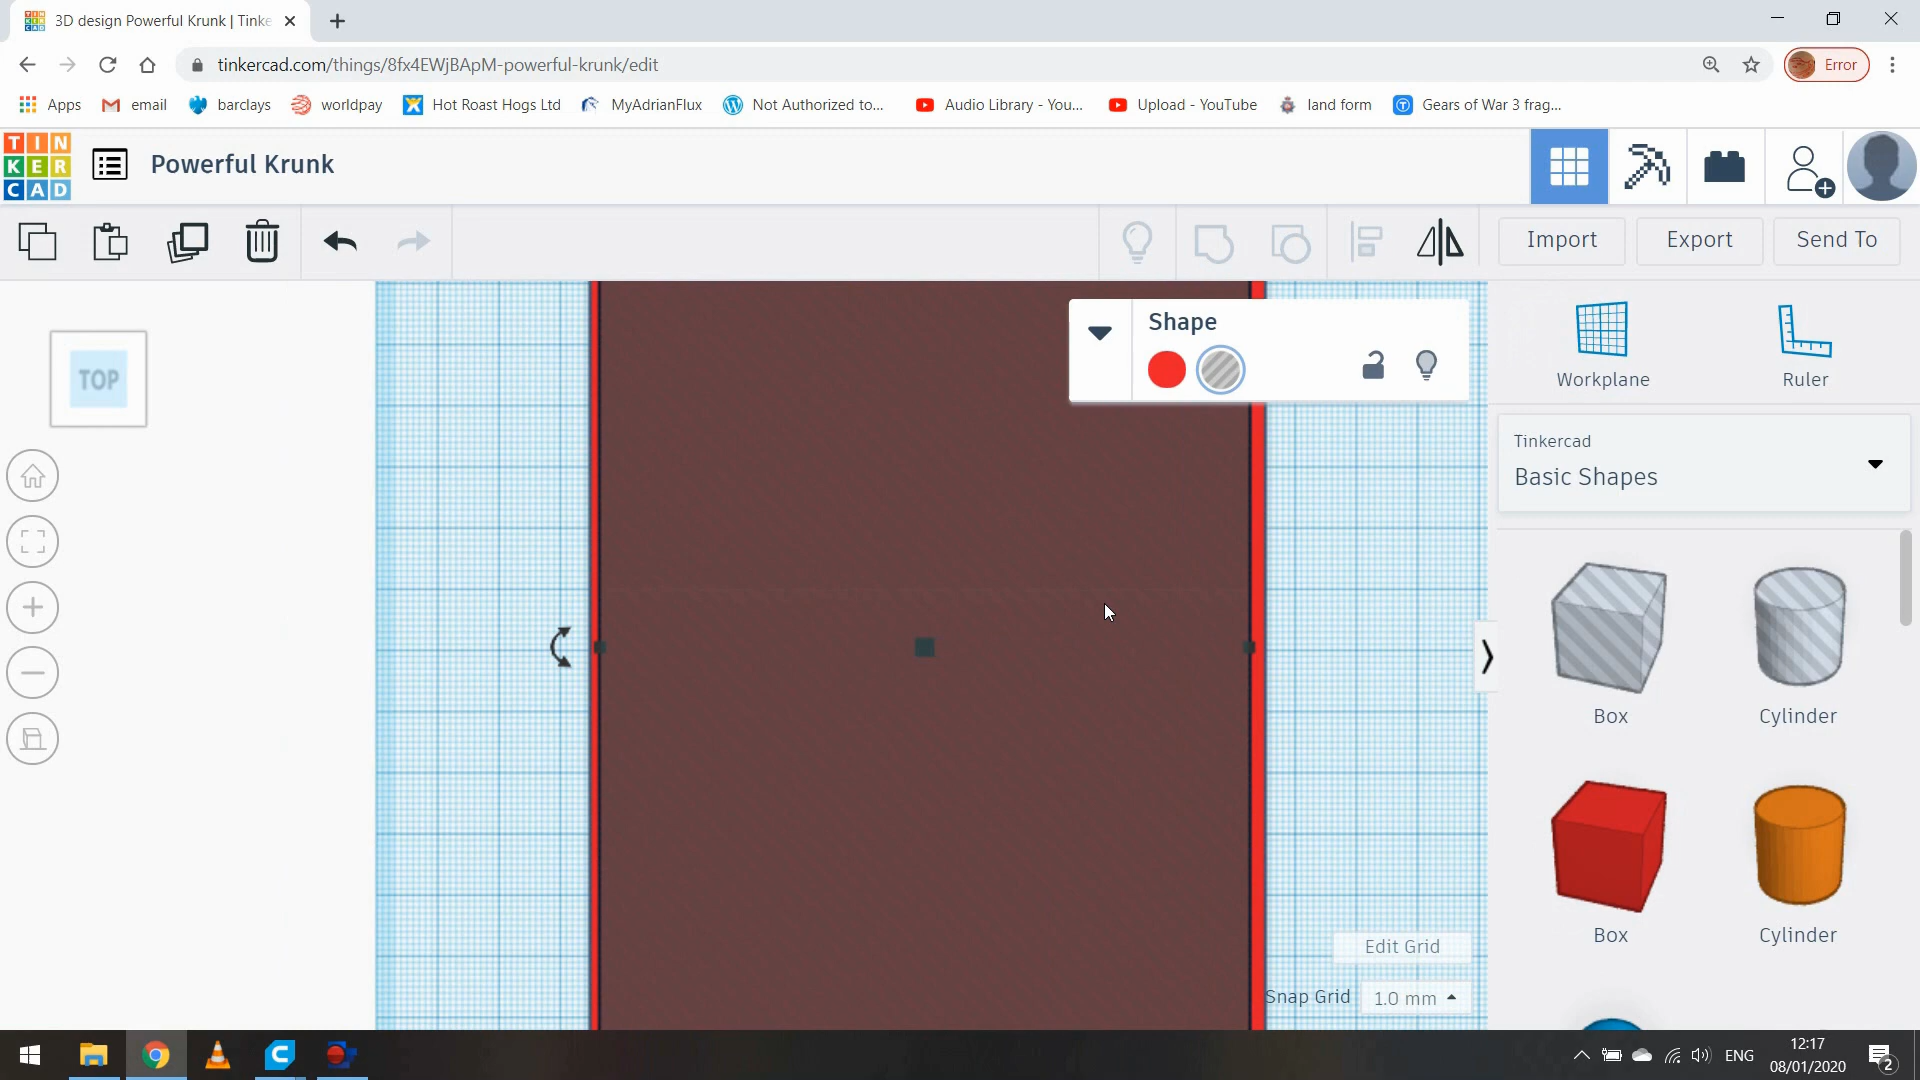 3D design Powerful Krunk | Tinke
tinkercad.com/things/8fx4EWjBApM-powerful-krunk/edit
Error
Apps
email
barclays
worldpay
Hot Roast Hogs Ltd
MyAdrianFlux
Not Authorized to...
Audio Library - You...
Upload - YouTube
land form
Gears of War 3 frag...
TIN
KER
CAD
Powerful Krunk
Import
Export
Send To
Shape
TOP
Workplane
Ruler
Tinkercad
Basic Shapes
Box
Cylinder
Box
Cylinder
Edit Grid
Snap Grid
1.0 mm
ENG
12:17
08/01/2020
2